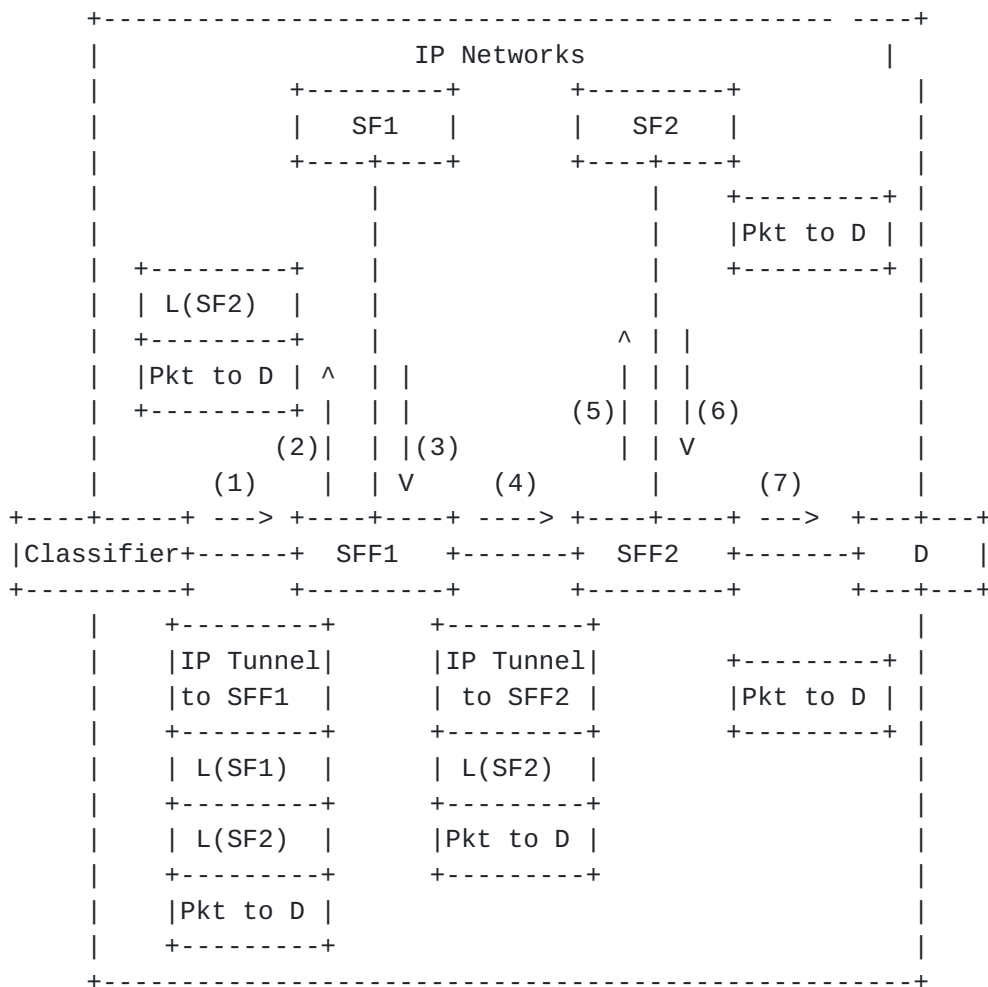 IP Networks
SF1 SF2
Pkt to D
L(SF2)
Pkt to D ^ ^
(5) (6)
(2) (3) V
(1) V (4) (7)
---> ----> --->
Classifier SFF1 SFF2 D
IP Tunnel IP Tunnel
to SFF1 to SFF2 Pkt to D
L(SF1) L(SF2)
L(SF2) Pkt to D
Pkt to D